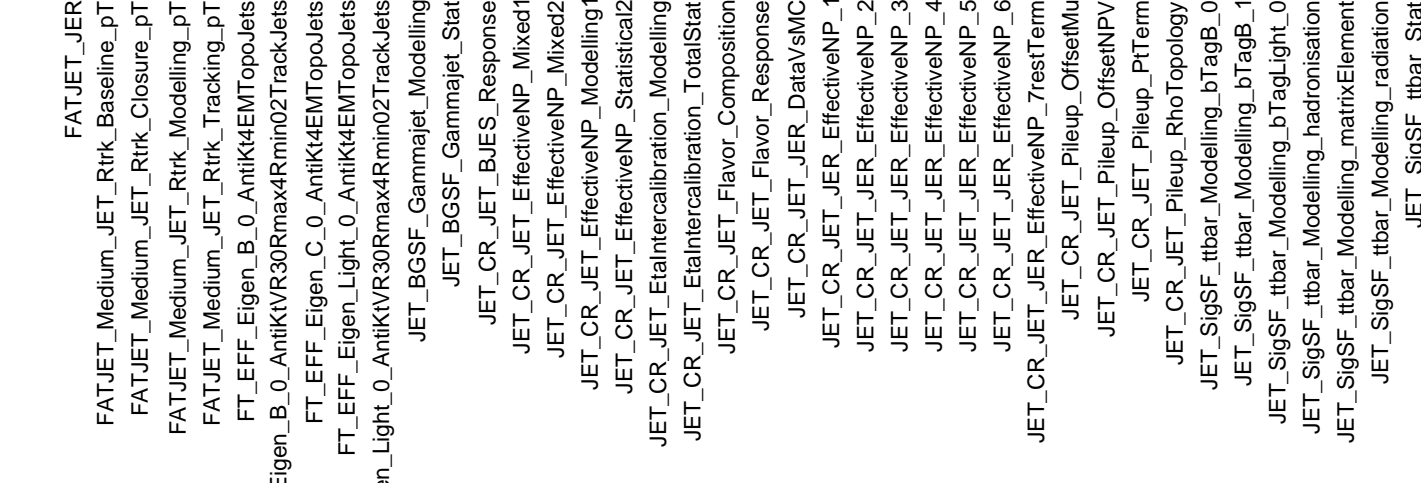 FATJET_JER
FATJET_Medium_JET_Rtrk_Baseline_pT
FATJET_Medium_JET_Rtrk_Closure_pT
FATJET_Medium_JET_Rtrk_Modelling_pT
FATJET_Medium_JET_Rtrk_Tracking_pT
FT_EFF_Eigen_B_0_AntiKt4EMTopoJets
Eigen_B_0_AntiKtVR30Rmax4Rmin02TrackJets
FT_EFF_Eigen_C_0_AntiKt4EMTopoJets
FT_EFF_Eigen_Light_0_AntiKt4EMTopoJets
en_Light_0_AntiKtVR30Rmax4Rmin02TrackJets
JET_BGSF_Gammajet_Modelling
JET_BGSF_Gammajet_Stat
JET_CR_JET_BJES_Response
JET_CR_JET_EffectiveNP_Mixed1
JET_CR_JET_EffectiveNP_Mixed2
JET_CR_JET_EffectiveNP_Modelling1
JET_CR_JET_EffectiveNP_Statistical2
JET_CR_JET_EtaIntercalibration_Modelling
JET_CR_JET_EtaIntercalibration_TotalStat
JET_CR_JET_Flavor_Composition
JET_CR_JET_Flavor_Response
JET_CR_JET_JER_DataVsMC
JET_CR_JET_JER_EffectiveNP_1
JET_CR_JET_JER_EffectiveNP_2
JET_CR_JET_JER_EffectiveNP_3
JET_CR_JET_JER_EffectiveNP_4
JET_CR_JET_JER_EffectiveNP_5
JET_CR_JET_JER_EffectiveNP_6
JET_CR_JET_JER_EffectiveNP_7restTerm
JET_CR_JET_Pileup_OffsetMu
JET_CR_JET_Pileup_OffsetNPV
JET_CR_JET_Pileup_PtTerm
JET_CR_JET_Pileup_RhoTopology
JET_SigSF_ttbar_Modelling_bTagB_0
JET_SigSF_ttbar_Modelling_bTagB_1
JET_SigSF_ttbar_Modelling_bTagLight_0
JET_SigSF_ttbar_Modelling_hadronisation
JET_SigSF_ttbar_Modelling_matrixElement
JET_SigSF_ttbar_Modelling_radiation
JET_SigSF_ttbar_Stat